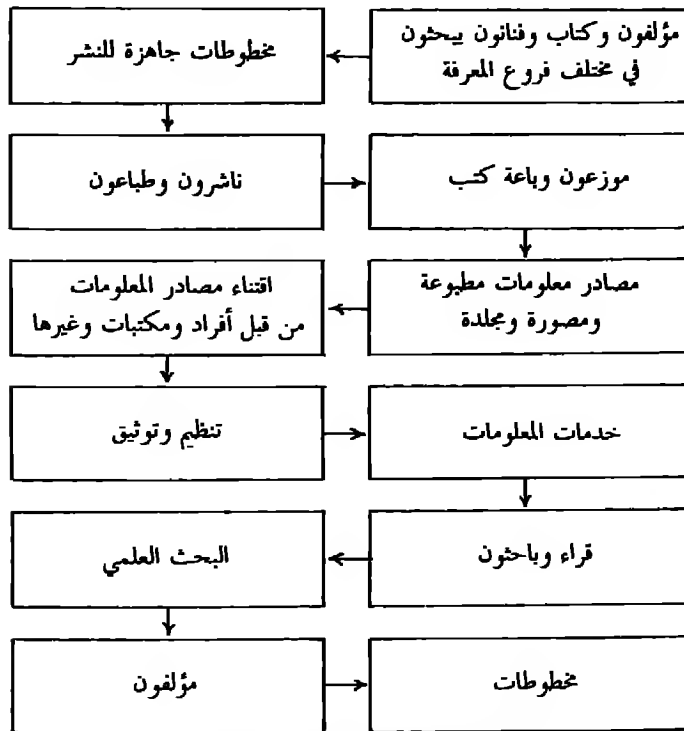 مؤلفون وكتاب وفنانون يبحثون
في مختلف فروع المعرفة
مخطوطات جاهزة للنشر
ناشرون وطباعون
موزعون وباعة كتب
مصادر معلومات مطبوعة
ومصورة ومجلدة
اقتناء مصادر المعلومات
من قبل أفراد ومكتبات وغيرها
تنظيم وتوثيق
خدمات المعلومات
قراء وباحثون
البحث العلمي
مؤلفون
مخطوطات